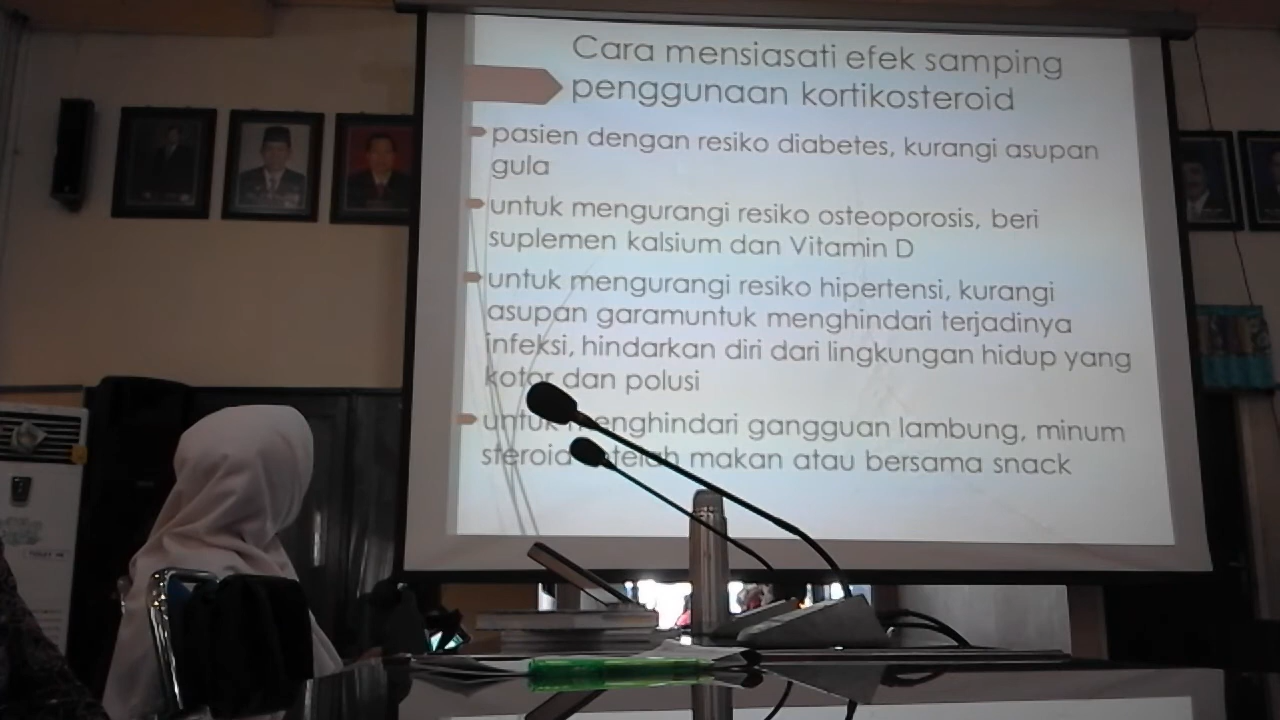 Cara mensiasati efek samping
penggunaan kortikosteroid
pasien dengan resiko diabetes, kurangi asupan
gula
untuk mengurangi resiko osteoporosis, beri
suplemen kalsium dan Vitamin D
untuk mengurangi resiko hipertensi, kurangi
asupan garamuntuk menghindari terjadinya
infeksi, hindarkan diri dari lingkungan hidup yang
kotor dan polusi
untuk menghindari gangguan lambung, minum
steroid setelah makan atau bersama snack